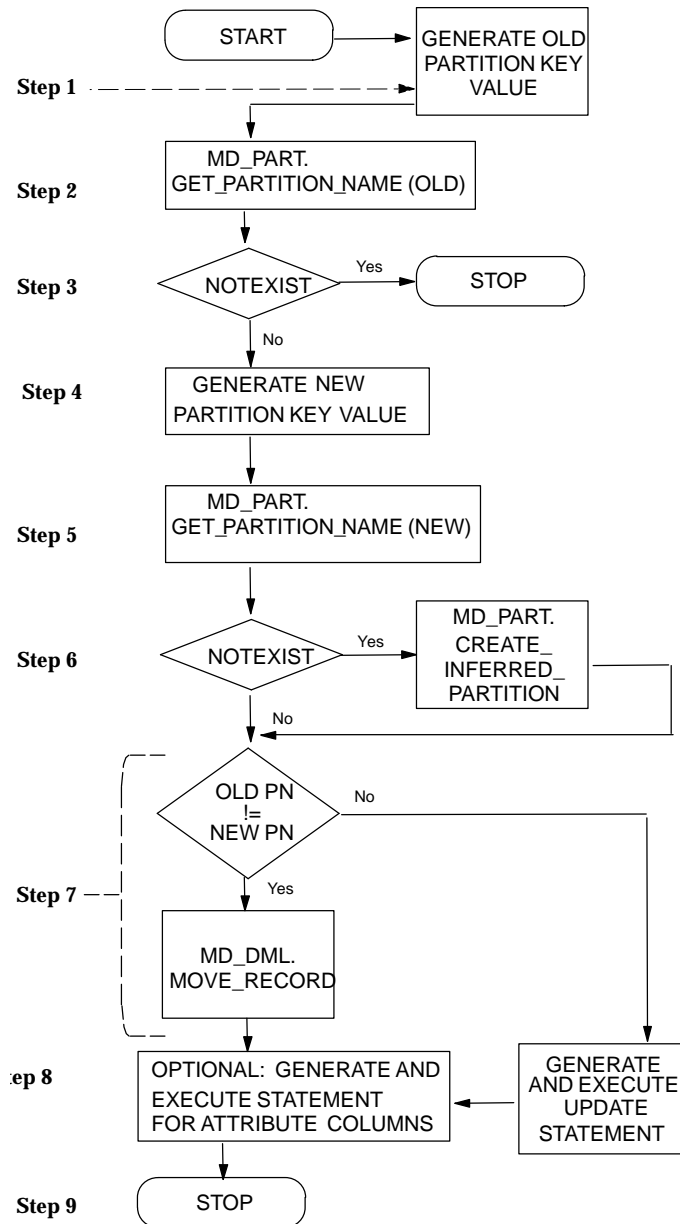 START
GENERATE OLD
PARTITION KEY
VALUE
Step 1
MD_PART.
GET_PARTITION_NAME (OLD)
Step 2
NOTEXIST
Yes
STOP
Step 3
No
GENERATE NEW
PARTITION KEY VALUE
Step 4
MD_PART.
GET_PARTITION_NAME (NEW)
Step 5
NOTEXIST
Yes
MD_PART.
CREATE_
INFERRED_
PARTITION
Step 6
No
OLD PN
!=
NEW PN
No
Step 7
Yes
MD_DML.
MOVE_RECORD
tep 8
OPTIONAL: GENERATE AND
EXECUTE STATEMENT
FOR ATTRIBUTE COLUMNS
GENERATE
AND EXECUTE
UPDATE
STATEMENT
Step 9
STOP